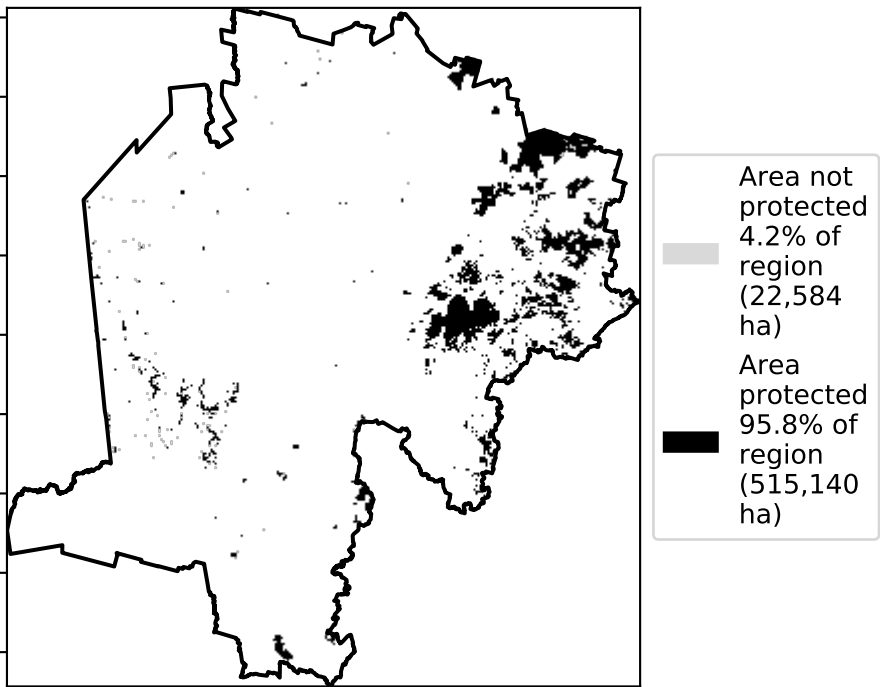 Area not
protected
4.2% of
region
(22,584
ha)
Area
protected
95.8% of
region
(515,140
ha)